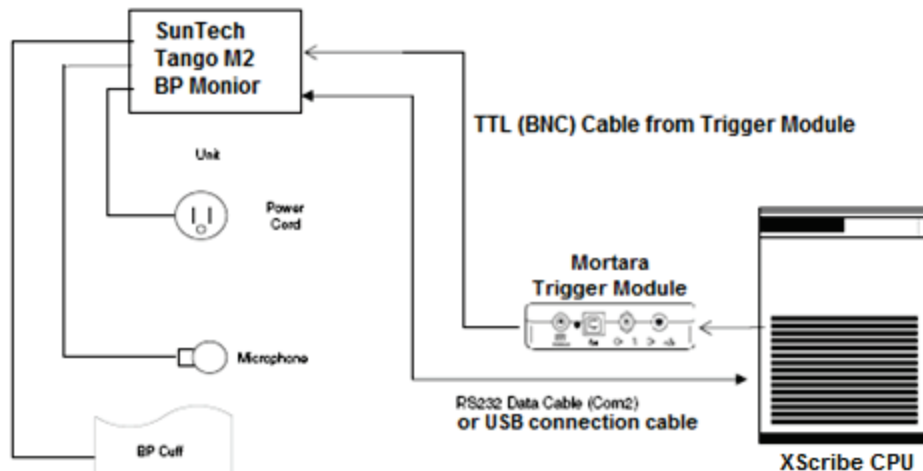 SunTech
Tango M2
BP Monior
TTL (BNC) Cable from Trigger Module
Unit
Power
Cord
Mortara
Trigger Module
Microphone
RS232 Data Cable (Com2)
or USB connection cable
BP Cuff
XScribe CPU